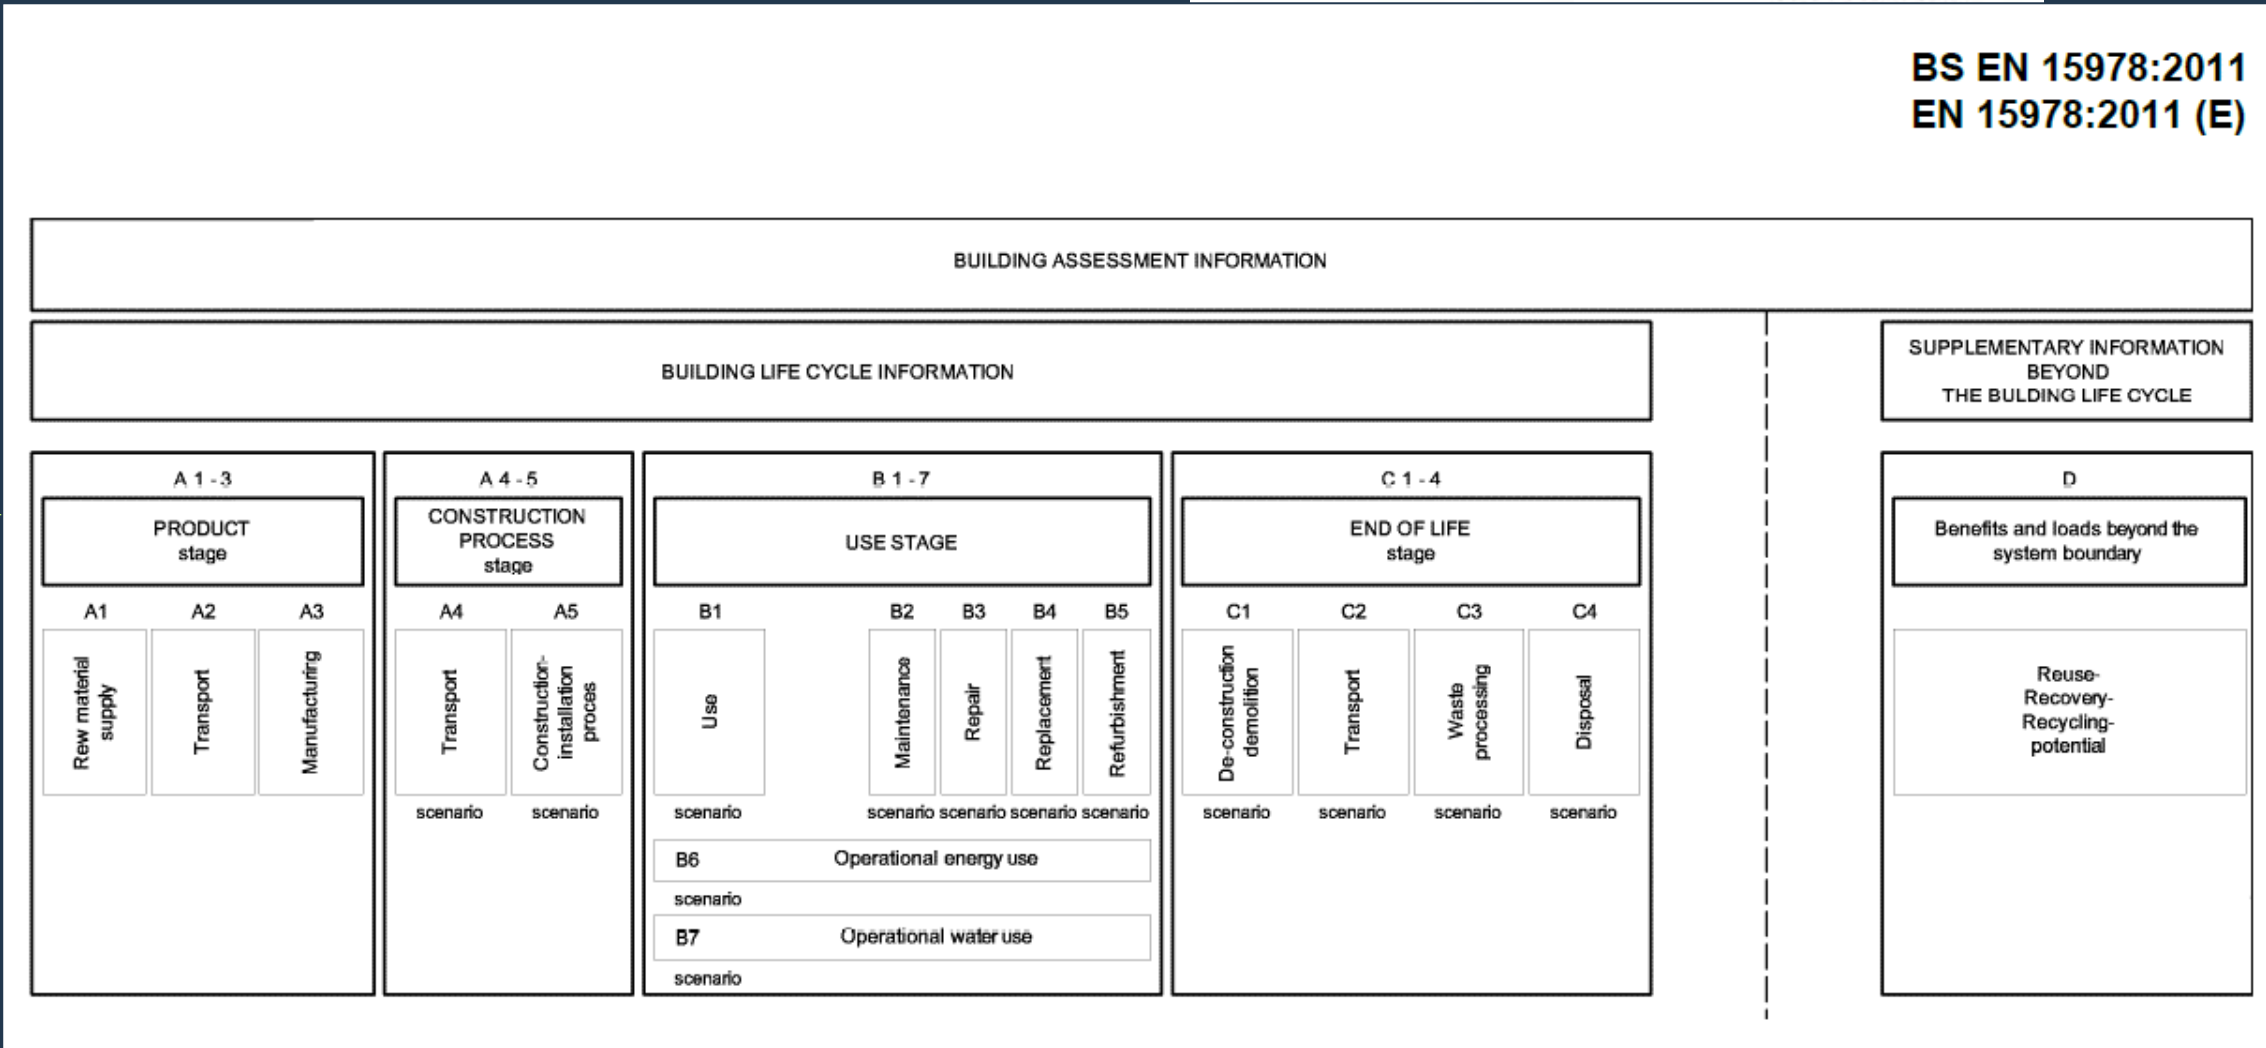 BS EN 15978:2011
EN 15978:2011 (E)
BUILDING ASSESSMENT INFORMATION
BUILDING LIFE CYCLE INFORMATION
SUPPLEMENTARY INFORMATION
BEYOND
THE BULDING LIFE CYCLE
A 1 - 3
PRODUCT
stage
A1
A2
A3
Rew material
supply
Transport
Manufacturing
A 4 - 5
CONSTRUCTION
PROCESS
stage
A4
A5
Transport
Construction-
installation
proces
scenario
scenario
B 1 - 7
USE STAGE
B1
B2
B3
B4
B5
Use
Maintenance
Repair
Replacement
Refurbishment
scenario
scenario
scenario
scenario
scenario
B6
Operational energy use
scenario
B7
Operational water use
scenario
C 1 - 4
END OF LIFE
stage
C1
C2
C3
C4
De-construction
demolition
Transport
Waste
processing
Disposal
scenario
scenario
scenario
scenario
D
Benefits and loads beyond the
system boundary
Reuse-
Recovery-
Recycling-
potential